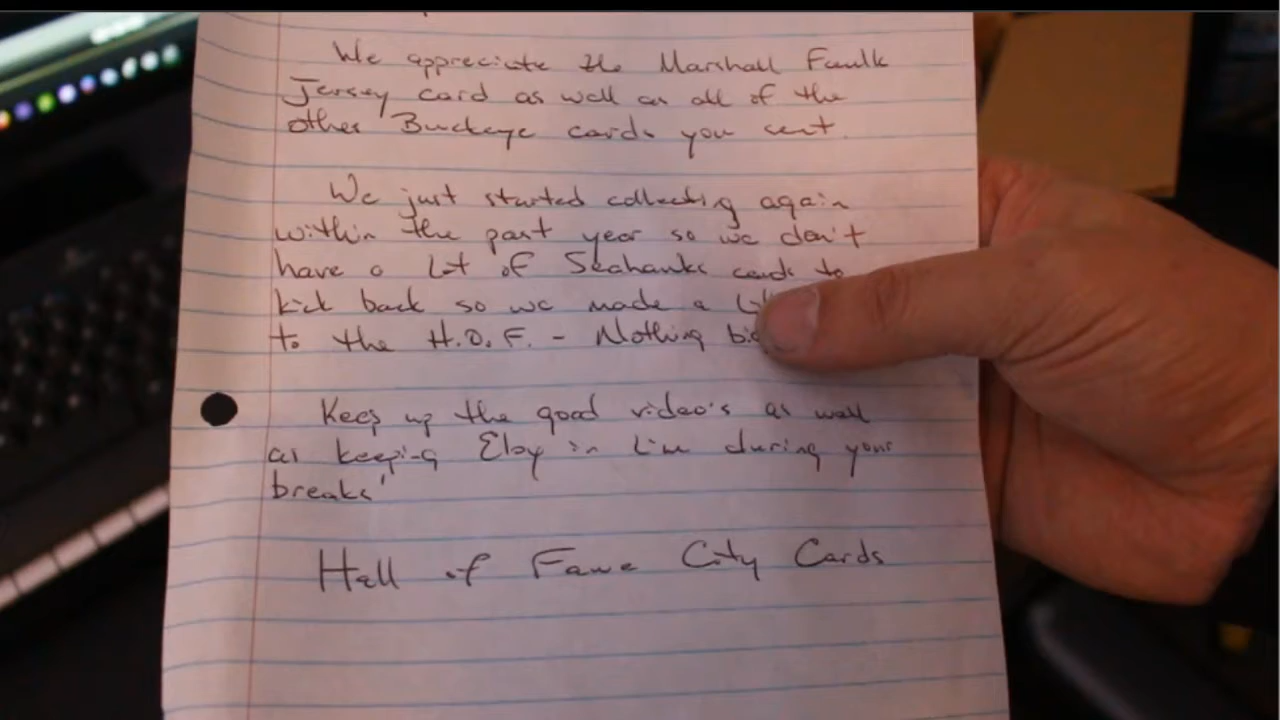 We appreciate the Marshall Faulk
Jersey card as well as all of the
other Buckeye cards you sent.
We just started collecting again
within the past year so we don't
have a lot of Seahawks cards to
kick back so we made a
to the H.O.F. - Nothing
Keep up the good video's as well
as keeping Eloy in line during your
breaks!
Hall of Fame City Cards